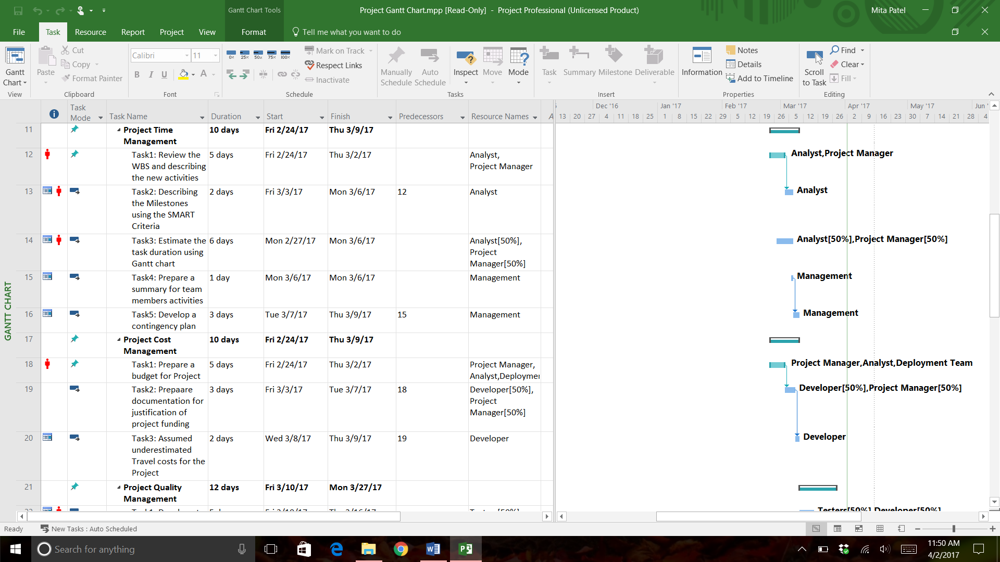 Gantt Chart Tools
Project Gantt Chart.mpp [Read-Only] - Project Professional (Unlicensed Product)
Mita Patel
File Task Resource Report Project View Format Tell me what you want to do
Gantt Chart
View
Paste
Cut
Copy
Format Painter
Clipboard
Calibri 11
B I U A
Font
0% 25% 50% 75% 100%
Mark on Track
Respect Links
Inactivate
Schedule
Manually Schedule
Auto Schedule
Inspect
Move
Mode
Tasks
Task
Summary
Milestone
Deliverable
Insert
Information
Notes
Details
Add to Timeline
Properties
Scroll to Task
Find
Clear
Fill
Editing
Task Mode Task Name Duration Start Finish Predecessors Resource Names A
Dec '16 Jan '17 Feb '17 Mar '17 Apr '17 May '17 Jun '
13 20 27 4 11 18 25 1 8 15 22 29 5 12 19 26 5 12 19 26 2 9 16 23 30 7 14 21 28 4
GANTT CHART
11 Project Time Management 10 days Fri 2/24/17 Thu 3/9/17
12 Task1: Review the WBS and describing the new activities 5 days Fri 2/24/17 Thu 3/2/17 Analyst, Project Manager
Analyst,Project Manager
13 Task2: Describing the Milestones using the SMART Criteria 2 days Fri 3/3/17 Mon 3/6/17 12 Analyst
Analyst
14 Task3: Estimate the task duration using Gantt chart 6 days Mon 2/27/17 Mon 3/6/17 Analyst[50%], Project Manager[50%]
Analyst[50%],Project Manager[50%]
15 Task4: Prepare a summary for team members activities 1 day Mon 3/6/17 Mon 3/6/17 Management
Management
16 Task5: Develop a contingency plan 3 days Tue 3/7/17 Thu 3/9/17 15 Management
Management
17 Project Cost Management 10 days Fri 2/24/17 Thu 3/9/17
18 Task1: Prepare a budget for Project 5 days Fri 2/24/17 Thu 3/2/17 Project Manager, Analyst,Deployme
Project Manager,Analyst,Deployment Team
19 Task2: Prepaare documentation for justification of project funding 3 days Fri 3/3/17 Tue 3/7/17 18 Developer[50%], Project Manager[50%]
Developer[50%],Project Manager[50%]
20 Task3: Assumed underestimated Travel costs for the Project 2 days Wed 3/8/17 Thu 3/9/17 19 Developer
Developer
21 Project Quality Management 12 days Fri 3/10/17 Mon 3/27/17
Testers[50%],Developer[50%]
Ready New Tasks : Auto Scheduled
Search for anything
11:50 AM
4/2/2017